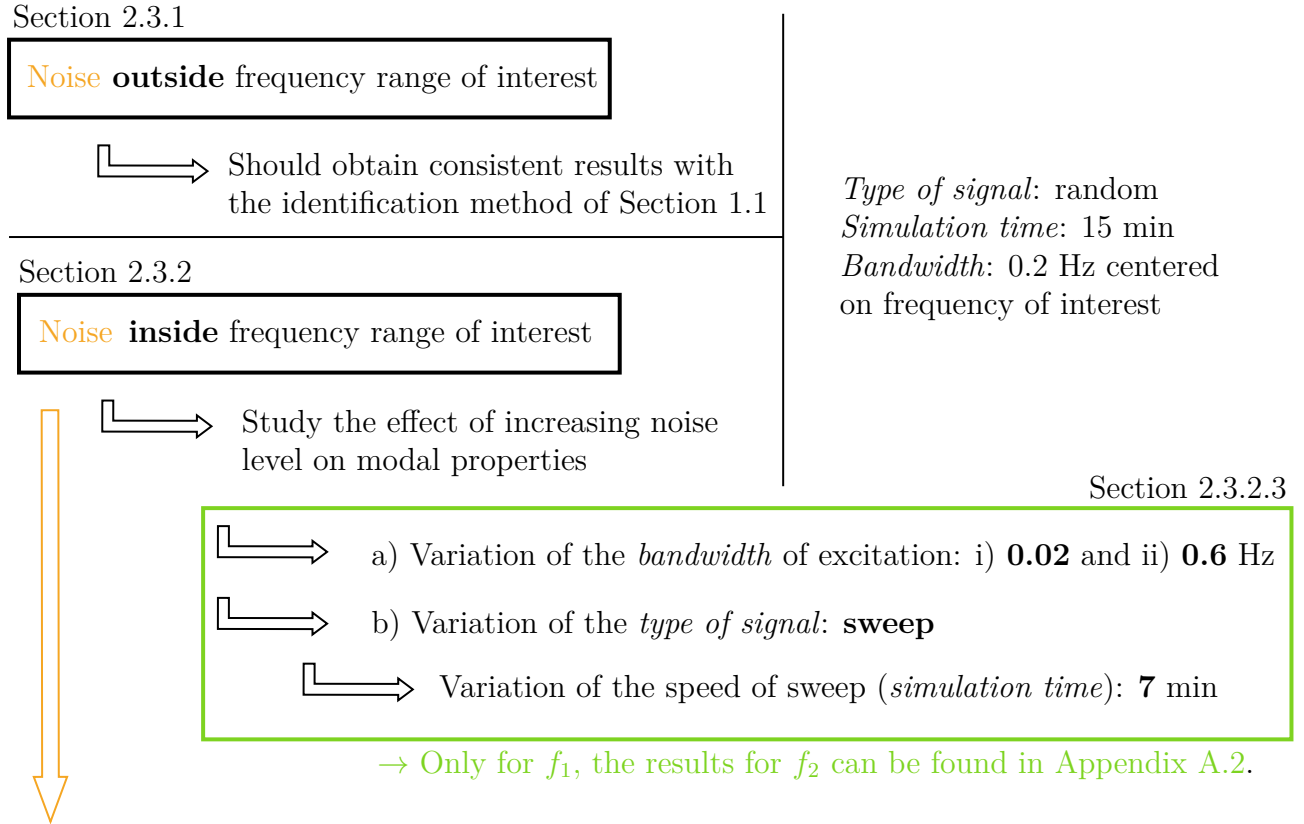 Section 2.3.1
Noise outside frequency range of interest
Should obtain consistent results with
the identification method of Section 1.1
Section 2.3.2
Noise inside frequency range of interest
Study the effect of increasing noise
level on modal properties
Type of signal: random
Simulation time: 15 min
Bandwidth: 0.2 Hz centered
on frequency of interest
Section 2.3.2.3
a) Variation of the bandwidth of excitation: i) 0.02 and ii) 0.6 Hz
b) Variation of the type of signal: sweep
Variation of the speed of sweep (simulation time): 7 min
→ Only for f₁, the results for f₂ can be found in Appendix A.2.